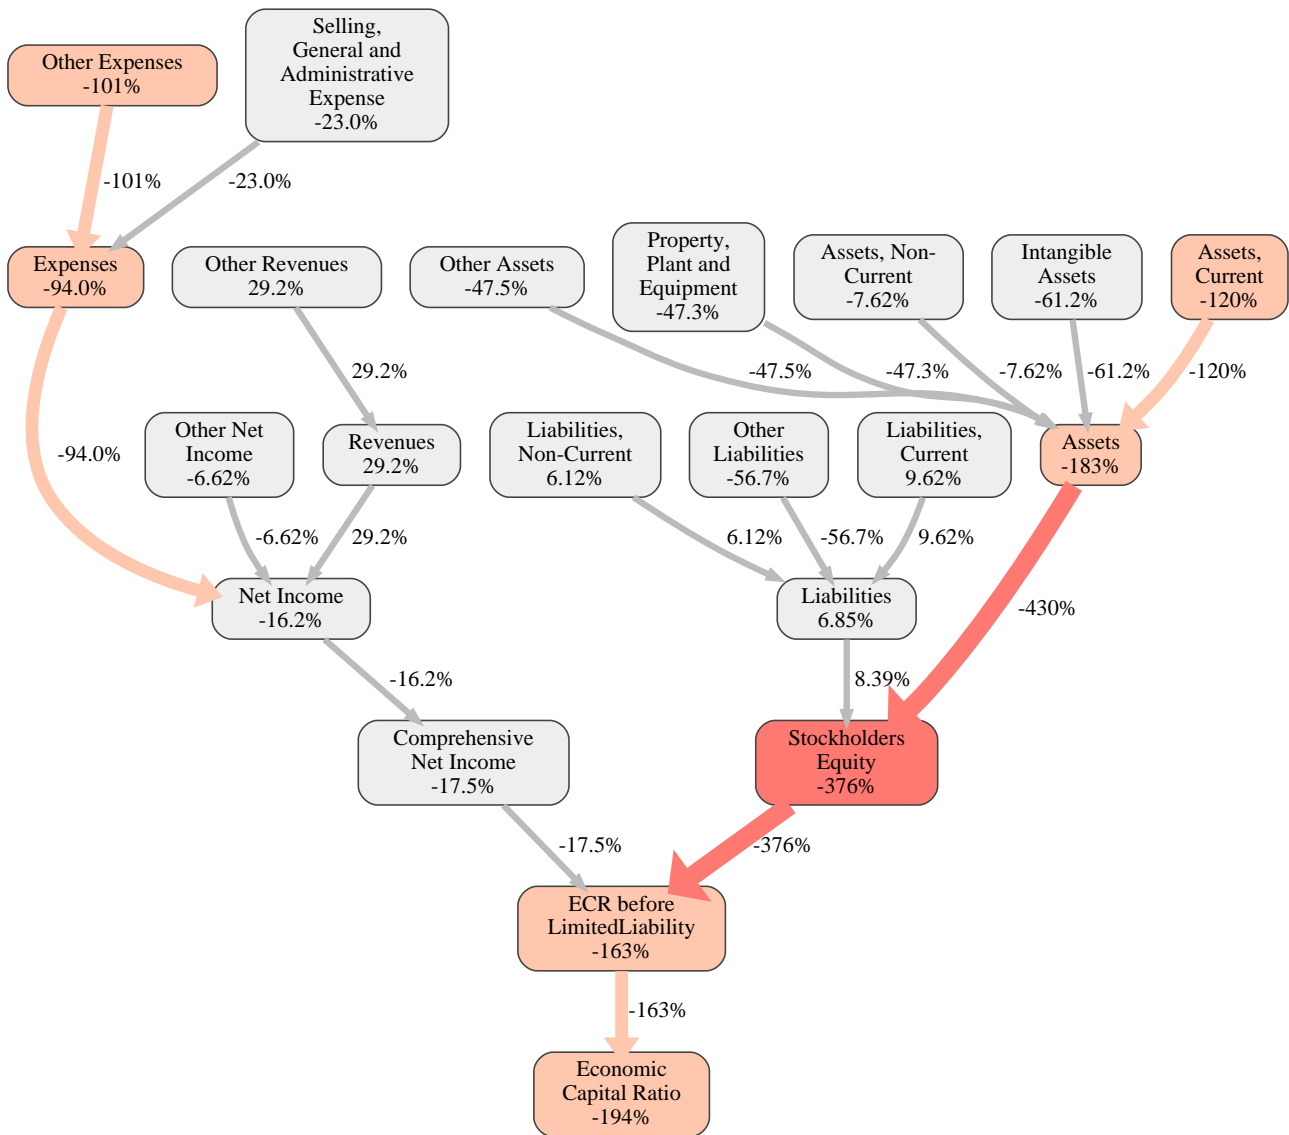 Other Expenses
-101%
Selling,
General and
Administrative
Expense
-23.0%
-101%
-23.0%
Expenses
-94.0%
Other Revenues
29.2%
Other Assets
-47.5%
Property,
Plant and
Equipment
-47.3%
Assets, Non-
Current
-7.62%
Intangible
Assets
-61.2%
Assets,
Current
-120%
29.2%
-47.5%
-47.3%
-7.62%
-61.2%
-120%
-94.0%
Other Net
Income
-6.62%
Revenues
29.2%
Liabilities,
Non-Current
6.12%
Other
Liabilities
-56.7%
Liabilities,
Current
9.62%
Assets
-183%
-6.62%
29.2%
6.12%
-56.7%
9.62%
Net Income
-16.2%
Liabilities
6.85%
-430%
-16.2%
8.39%
Comprehensive
Net Income
-17.5%
Stockholders
Equity
-376%
-17.5%
-376%
ECR before
LimitedLiability
-163%
-163%
Economic
Capital Ratio
-194%